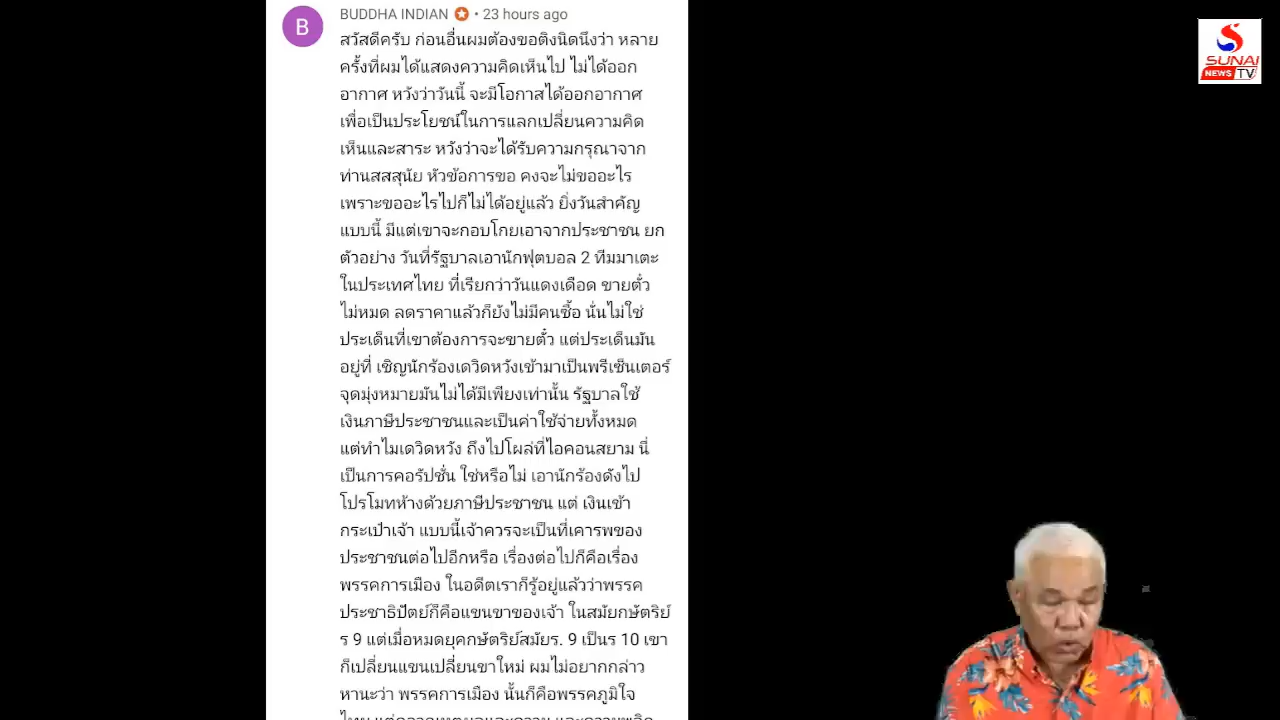 B
BUDDHA INDIAN • 23 hours ago
สวัสดีครับ ก่อนอื่นผมต้องขอติงนิดนึงว่า หลาย
ครั้งที่ผมได้แสดงความคิดเห็นไป ไม่ได้ออก
อากาศ หวังว่าวันนี้ จะมีโอกาสได้ออกอากาศ
เพื่อเป็นประโยชน์ในการแลกเปลี่ยนความคิด
เห็นและสาระ หวังว่าจะได้รับความกรุณาจาก
ท่านสสสุนัย หัวข้อการขอ คงจะไม่ขออะไร
เพราะขออะไรไปก็ไม่ได้อยู่แล้ว ยิ่งวันสำคัญ
แบบนี้ มีแต่เขาจะกอบโกยเอาจากประชาชน ยก
ตัวอย่าง วันที่รัฐบาลเอานักฟุตบอล 2 ทีมมาเตะ
ในประเทศไทย ที่เรียกว่าวันแดงเดือด ขายตั๋ว
ไม่หมด ลดราคาแล้วก็ยังไม่มีคนซื้อ นั่นไม่ใช่
ประเด็นที่เขาต้องการจะขายตั๋ว แต่ประเด็นมัน
อยู่ที่ เชิญนักร้องเดวิดหวังเข้ามาเป็นพรีเซ็นเตอร์
จุดมุ่งหมายมันไม่ได้มีเพียงเท่านั้น รัฐบาลใช้
เงินภาษีประชาชนและเป็นค่าใช้จ่ายทั้งหมด
แต่ทำไมเดวิดหวัง ถึงไปโผล่ที่ไอคอนสยาม นี่
เป็นการคอรัปชั่น ใช่หรือไม่ เอานักร้องดังไป
โปรโมทห้างด้วยภาษีประชาชน แต่ เงินเข้า
กระเป๋าเจ้า แบบนี้เจ้าควรจะเป็นที่เคารพของ
ประชาชนต่อไปอีกหรือ เรื่องต่อไปก็คือเรื่อง
พรรคการเมือง ในอดีตเราก็รู้อยู่แล้วว่าพรรค
ประชาธิปัตย์ก็คือแขนขาของเจ้า ในสมัยกษัตริย์
ร 9 แต่เมื่อหมดยุคกษัตริย์สมัยร. 9 เป็นร 10 เขา
ก็เปลี่ยนแขนเปลี่ยนขาใหม่ ผมไม่อยากกล่าว
หานะว่า พรรคการเมือง นั้นก็คือพรรคภูมิใจ
SUNAI
NEWS TV